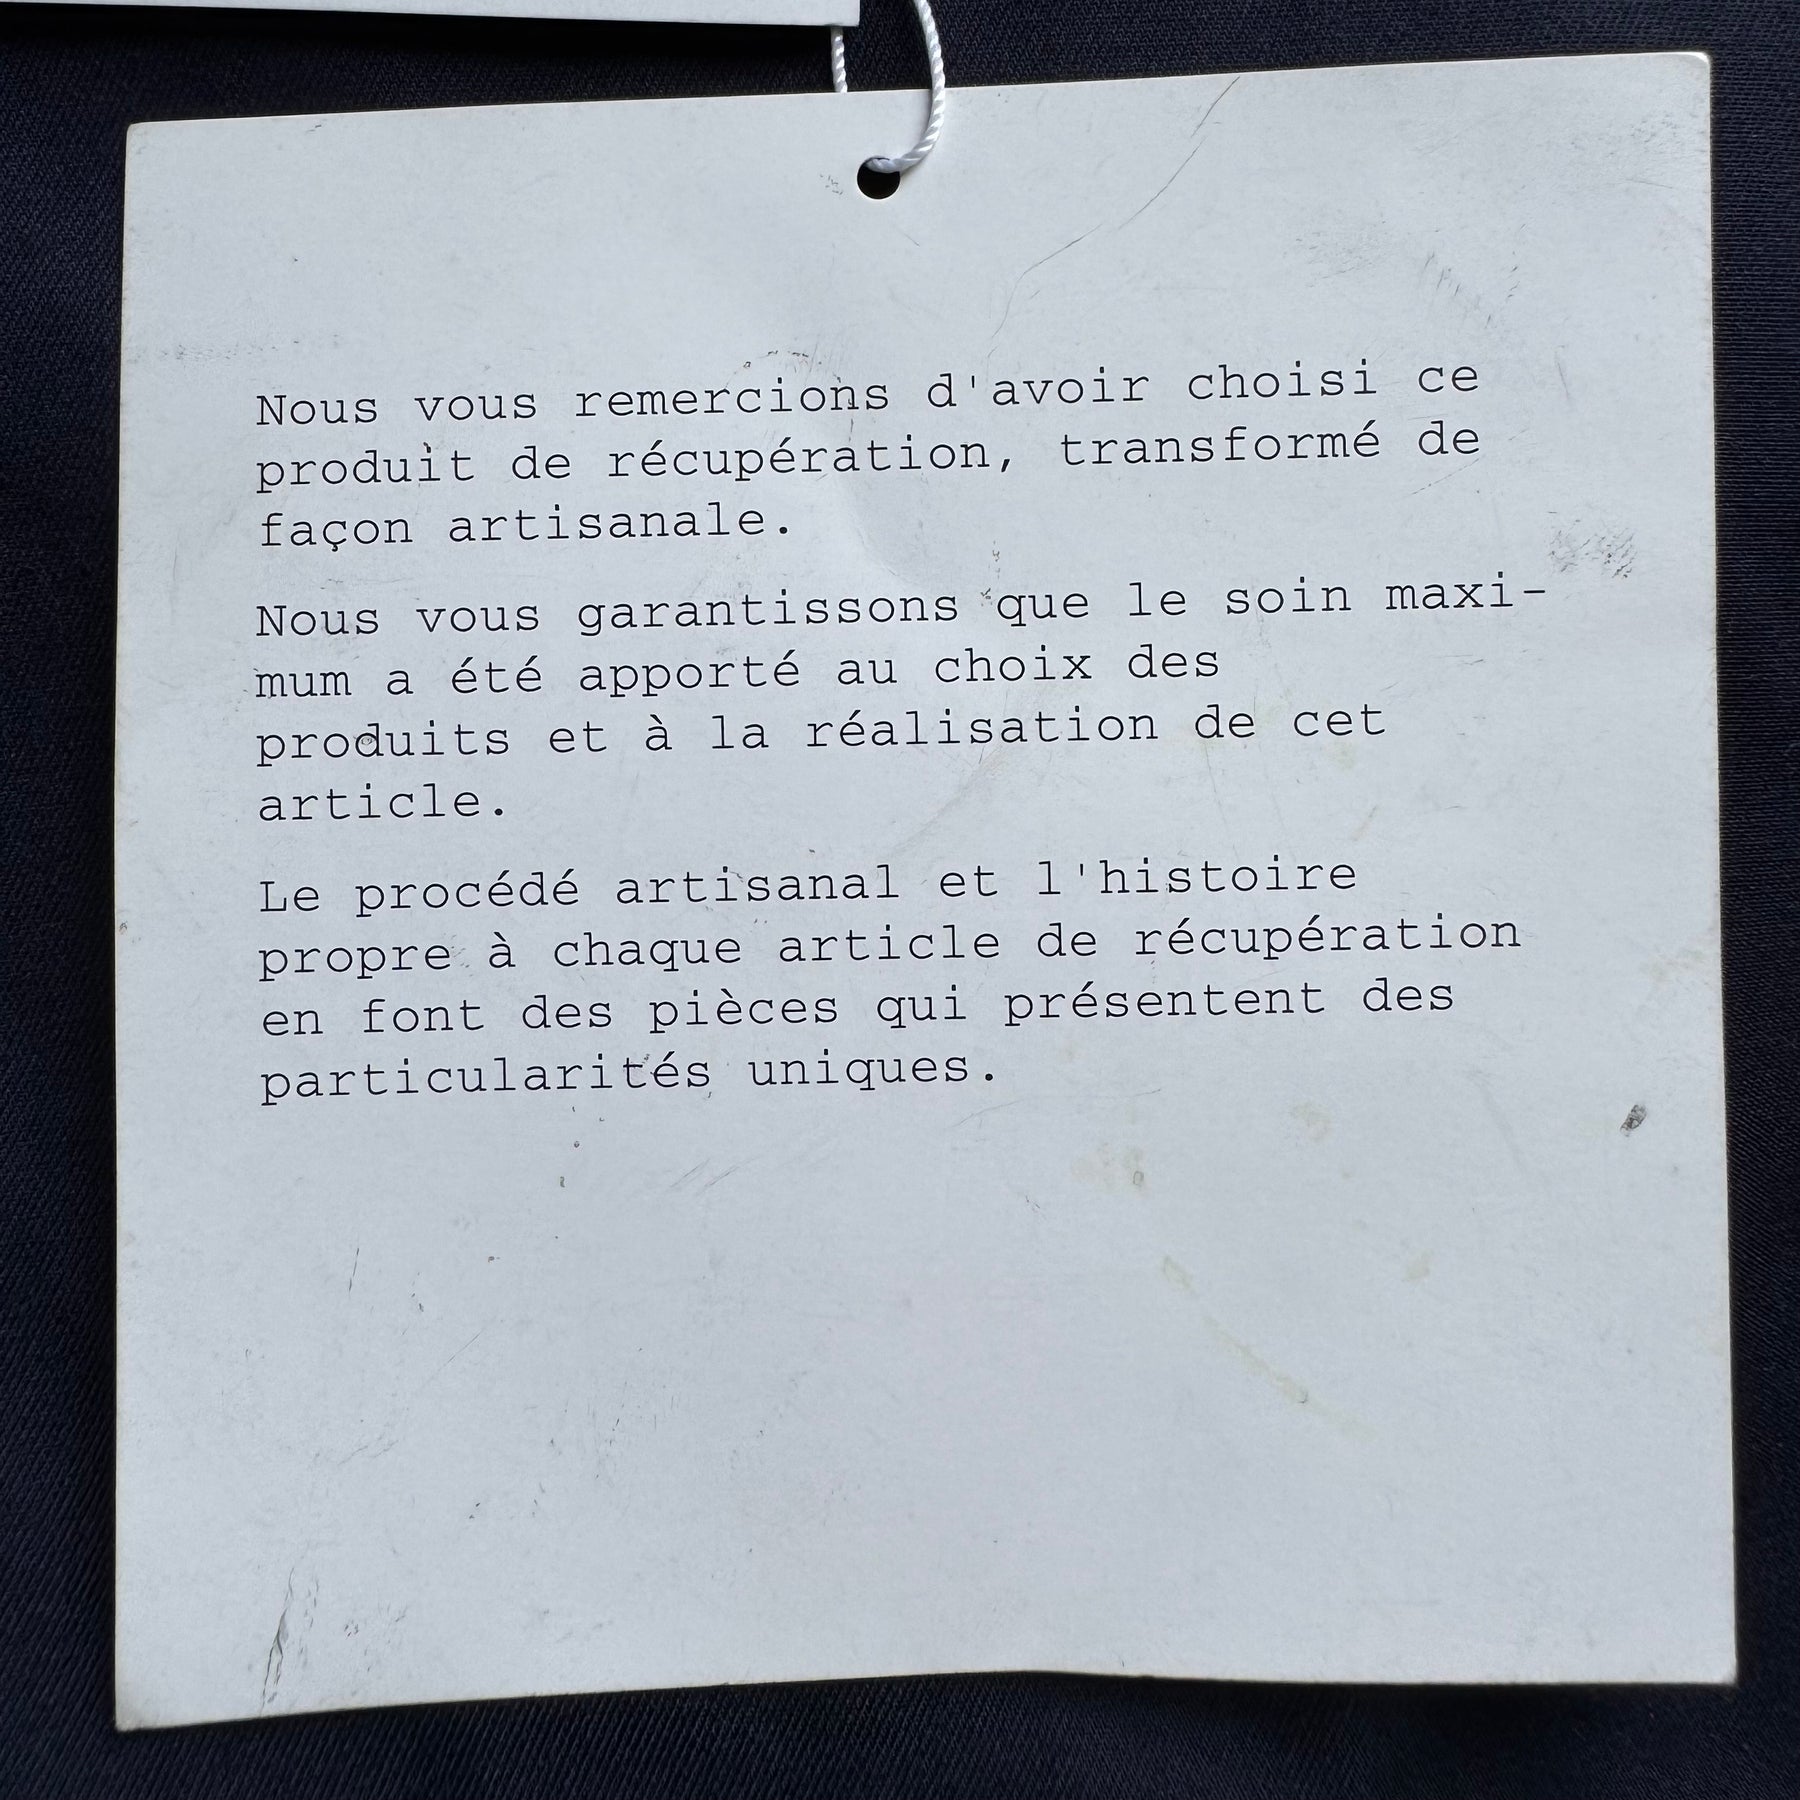 Nous vous remercions d'avoir choisi ce
produit de récupération, transformé de
façon artisanale.
Nous vous garantissons que le soin maxi-
mum a été apporté au choix des
produits et à la réalisation de cet
article.
Le procédé artisanal et l'histoire
propre à chaque article de récupération
en font des pièces qui présentent des
particularités uniques.